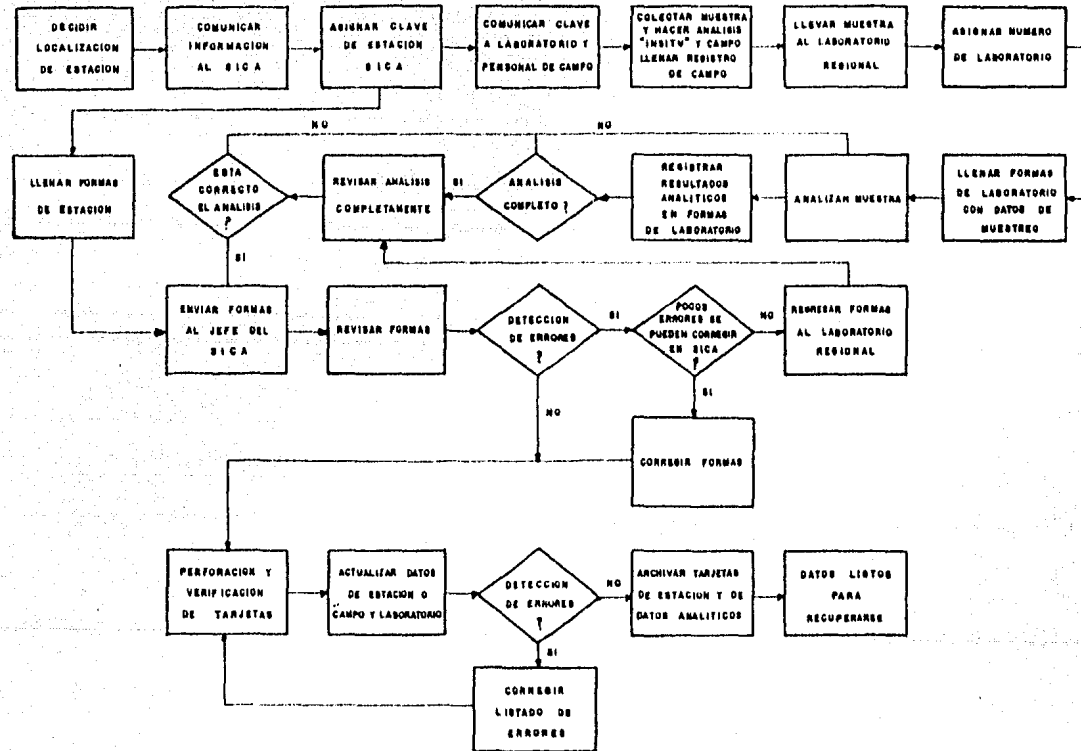 DECIDIR
LOCALIZACION
DE ESTACION
COMUNICAR
INFORMACION
AL SICA
ASIGNAR CLAVE
DE ESTACION
SICA
COMUNICAR CLAVE
A LABORATORIO Y
PERSONAL DE CAMPO
COLECTAR MUESTRA
Y HACER ANALISIS
"INSITU" Y CAMPO
LLENAR REGISTRO
DE CAMPO
LLEVAR MUESTRA
AL LABORATORIO
REGIONAL
ASIGNAR NUMERO
DE LABORATORIO
NO
NO
LLENAR FORMAS
DE ESTACION
ESTA
CORRECTO
EL ANALISIS
?
REVISAR ANALISIS
COMPLETAMENTE
SI
ANALISIS
COMPLETO ?
REGISTRAR
RESULTADOS
ANALITICOS
EN FORMAS
DE LABORATORIO
ANALIZAN MUESTRA
LLENAR FORMAS
DE LABORATORIO
CON DATOS DE
MUESTREO
SI
ENVIAR FORMAS
AL JEFE DEL
SICA
REVISAR FORMAS
DETECCION
DE ERRORES
?
SI
POCOS
ERRORES SE
PUEDEN CORREGIR
EN SICA
?
NO
REGRESAR FORMAS
AL LABORATORIO
REGIONAL
SI
NO
CORREGIR FORMAS
PERFORACION Y
VERIFICACION
DE TARJETAS
ACTUALIZAR DATOS
DE ESTACION O
CAMPO Y LABORATORIO
DETECCION
DE ERRORES
?
NO
ARCHIVAR TARJETAS
DE ESTACION Y DE
DATOS ANALITICOS
DATOS LISTOS
PARA
RECUPERARSE
SI
CORREGIR
LISTADO DE
ERRORES